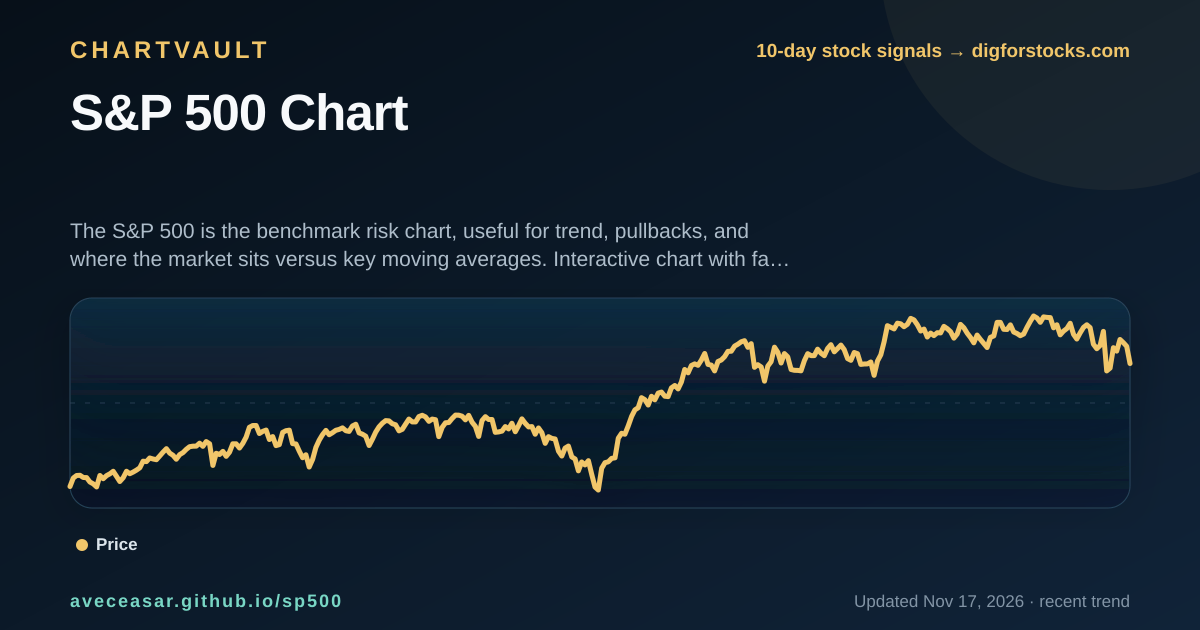 CHARTVAULT
10-day stock signals → digforstocks.com
S&P 500 Chart
The S&P 500 is the benchmark risk chart, useful for trend, pullbacks, and
where the market sits versus key moving averages. Interactive chart with fa…
Price
aveceasar.github.io/sp500
Updated Nov 17, 2026 · recent trend